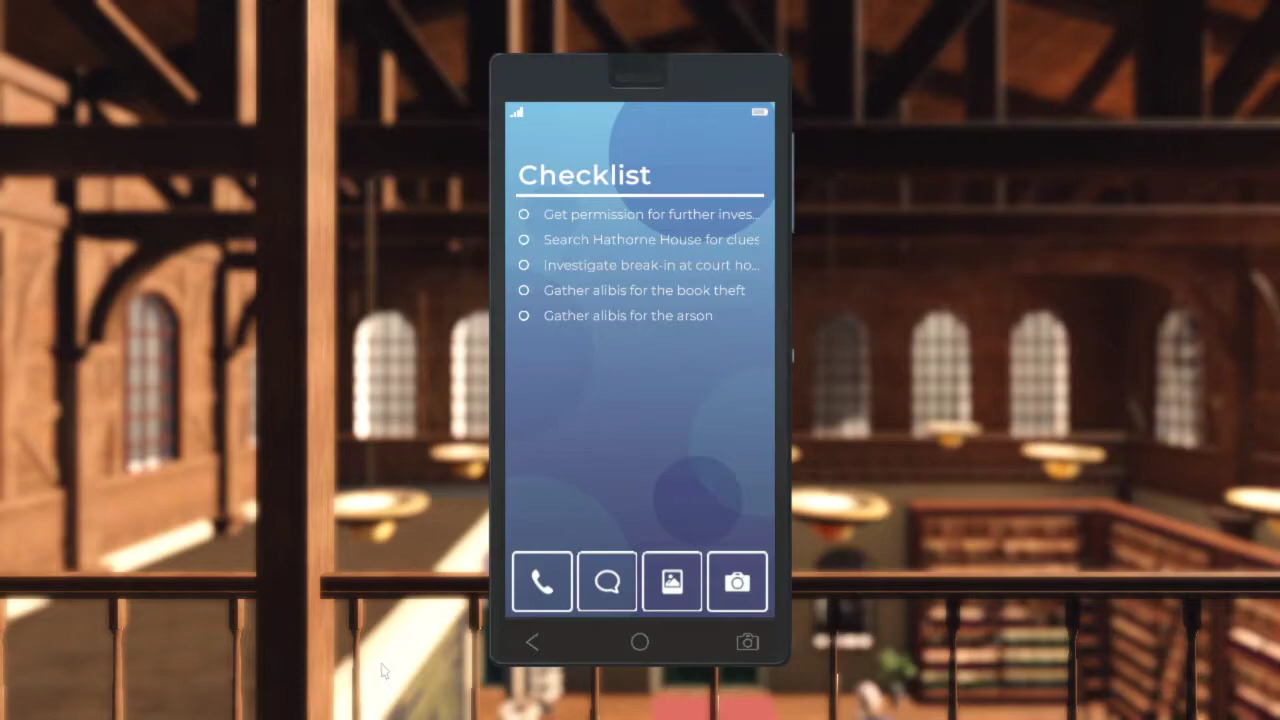 Checklist
Get permission for further inves...
Search Hathorne House for clues
Investigate break-in at court ho...
Gather alibis for the book theft
Gather alibis for the arson